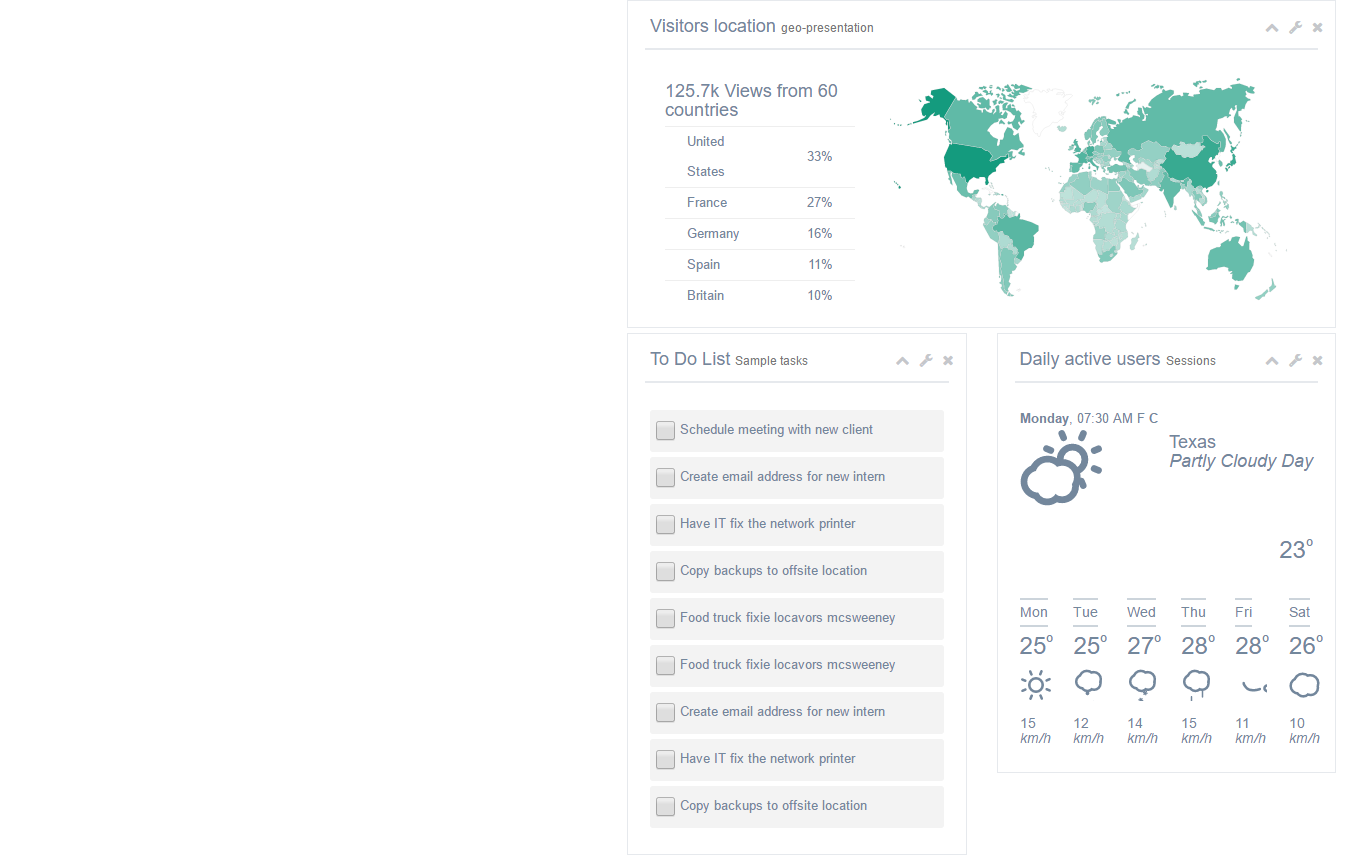 Visitors location geo-presentation
125.7k Views from 60
countries
United
States
33%
France 27%
Germany 16%
Spain 11%
Britain 10%
To Do List Sample tasks
Schedule meeting with new client
Create email address for new intern
Have IT fix the network printer
Copy backups to offsite location
Food truck fixie locavors mcsweeney
Food truck fixie locavors mcsweeney
Create email address for new intern
Have IT fix the network printer
Copy backups to offsite location
Daily active users Sessions
Monday, 07:30 AM F C
Texas
Partly Cloudy Day
23°
Mon Tue Wed Thu Fri Sat
25° 25° 27° 28° 28° 26°
15 12 14 15 11 10
km/h km/h km/h km/h km/h km/h